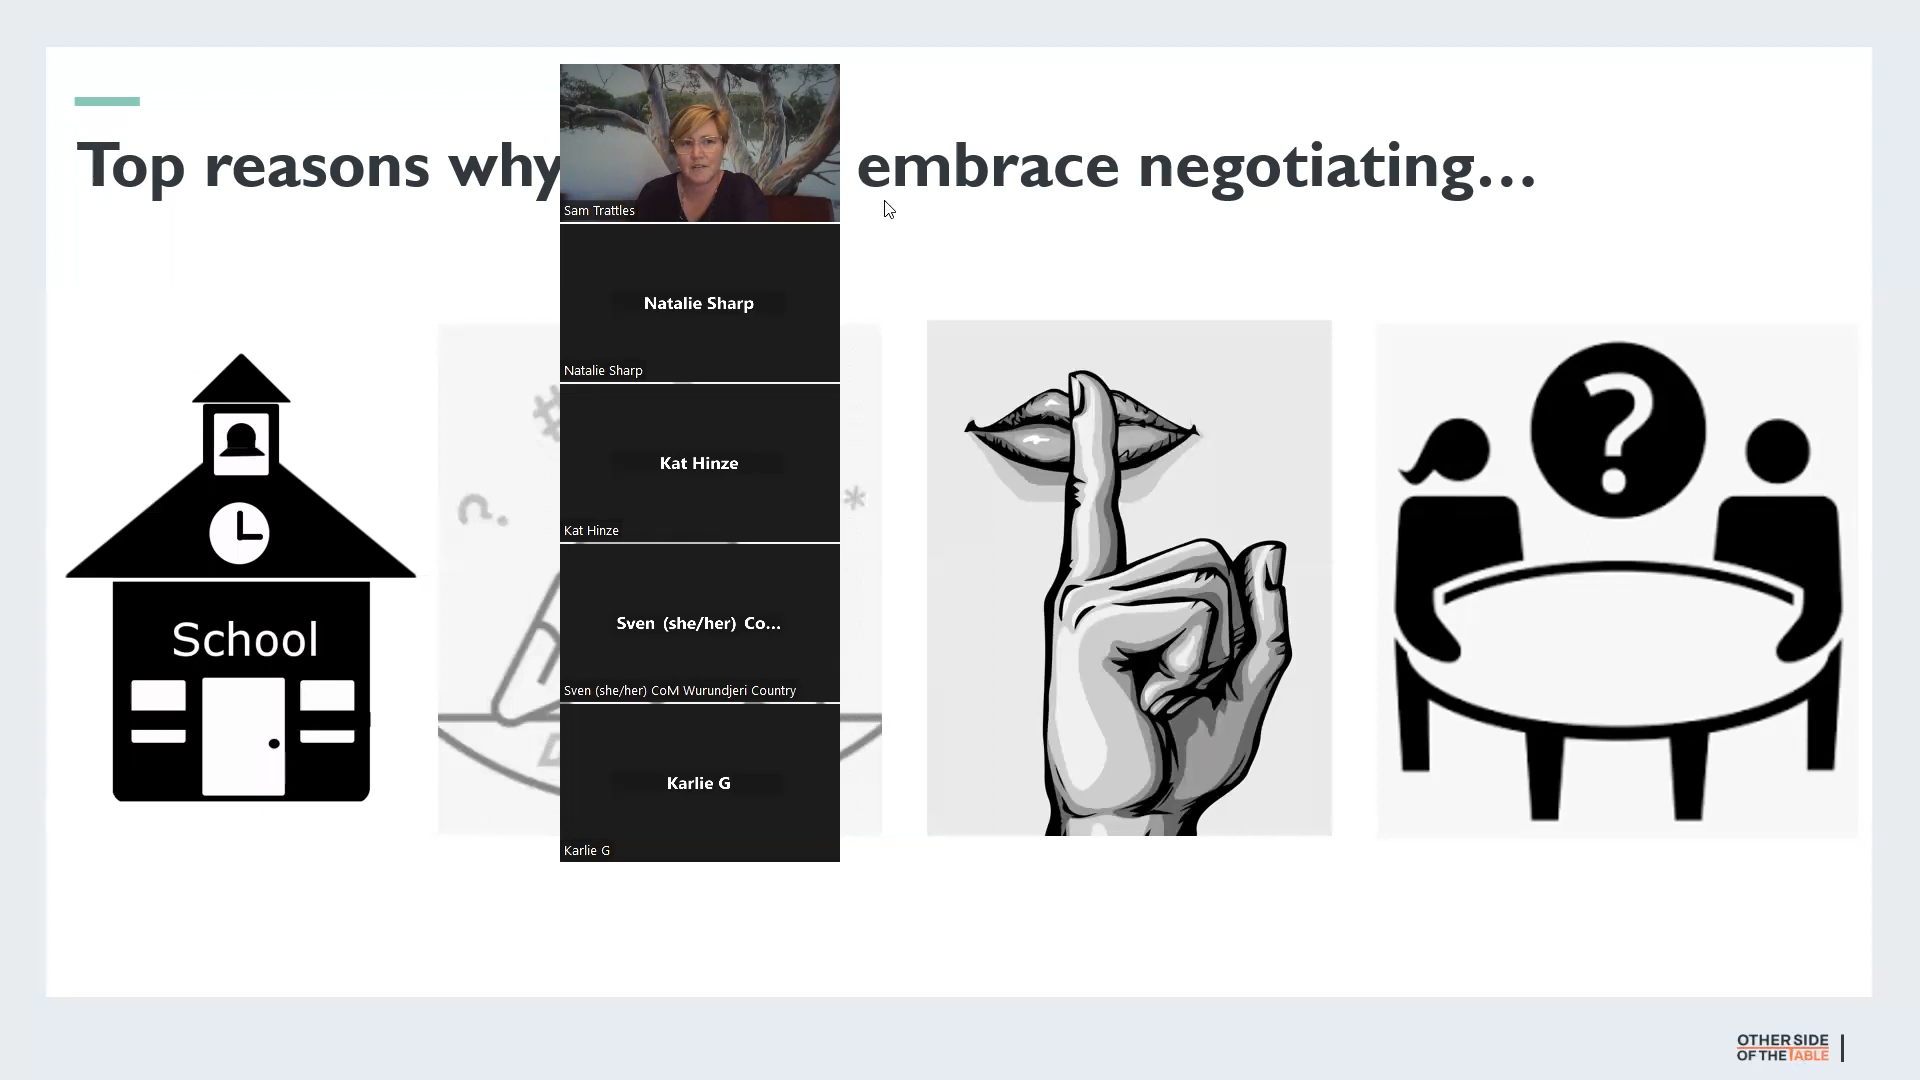 Top reasons why embrace negotiating...
Sam Trattles
Natalie Sharp
Natalie Sharp
Kat Hinze
Kat Hinze
Sven (she/her) Co...
Sven (she/her) CoM Wurundjeri Country
Karlie G
Karlie G
School
?
OTHER SIDE
OF THE TABLE